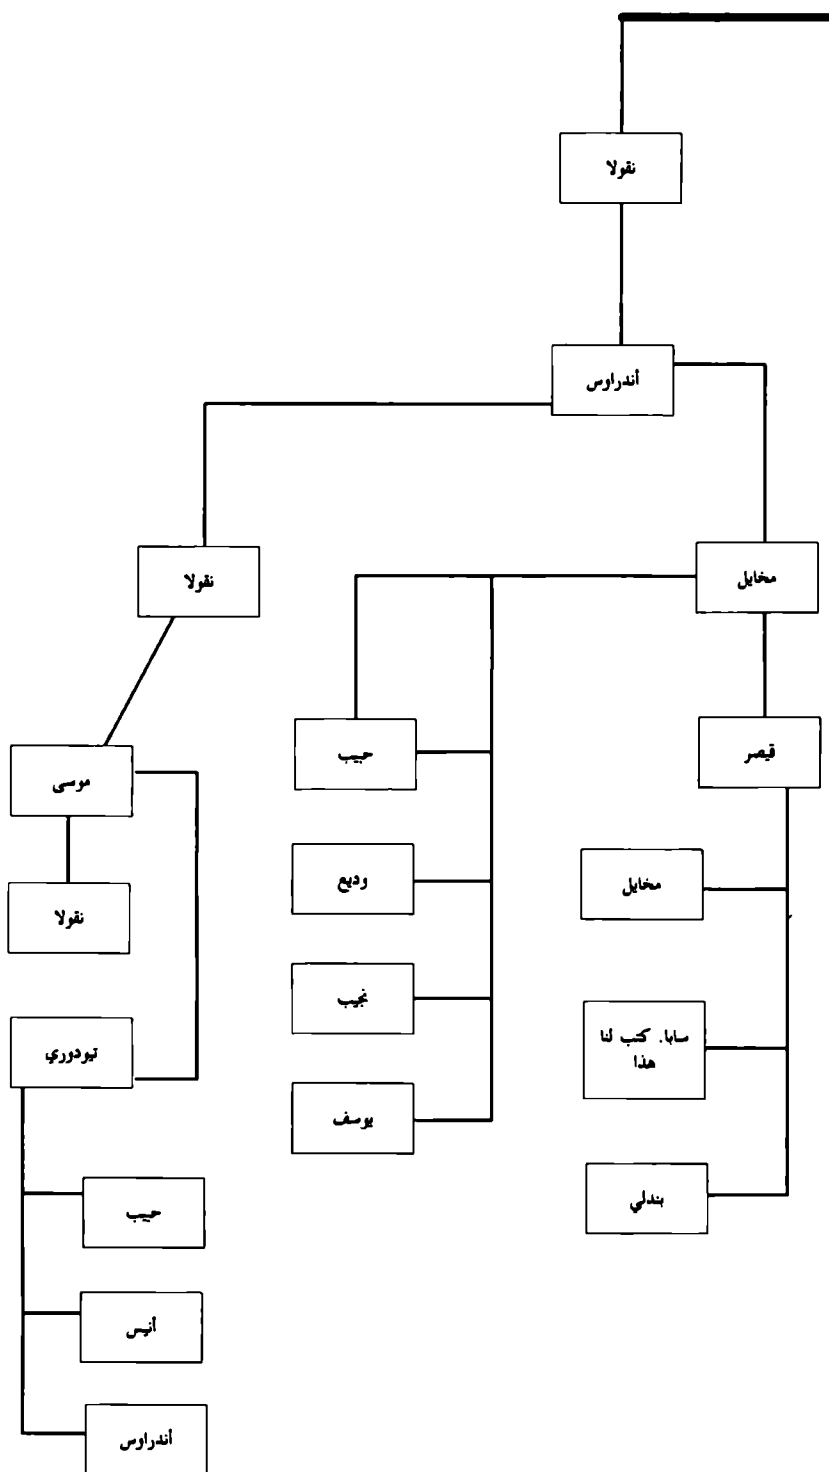 نقولا
أندراوس
مخايل
نقولا
قيصر
حبيب
موسى
مخايل
وديع
نقولا
نجيب
سابا. كتب لنا
هذا
تيودوري
يوسف
بندلي
حبيب
أنيس
أندراوس